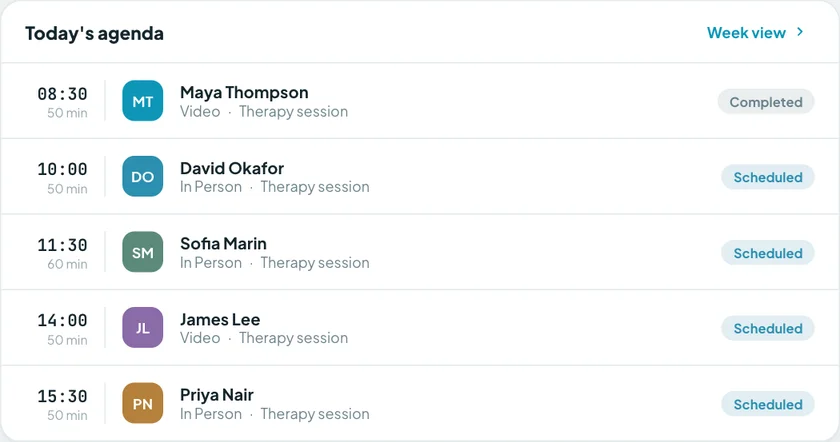 Today's agenda
Week view
08:30
50 min
MT
Maya Thompson
Video · Therapy session
Completed
10:00
50 min
DO
David Okafor
In Person · Therapy session
Scheduled
11:30
60 min
SM
Sofia Marin
In Person · Therapy session
Scheduled
14:00
50 min
JL
James Lee
Video · Therapy session
Scheduled
15:30
50 min
PN
Priya Nair
In Person · Therapy session
Scheduled